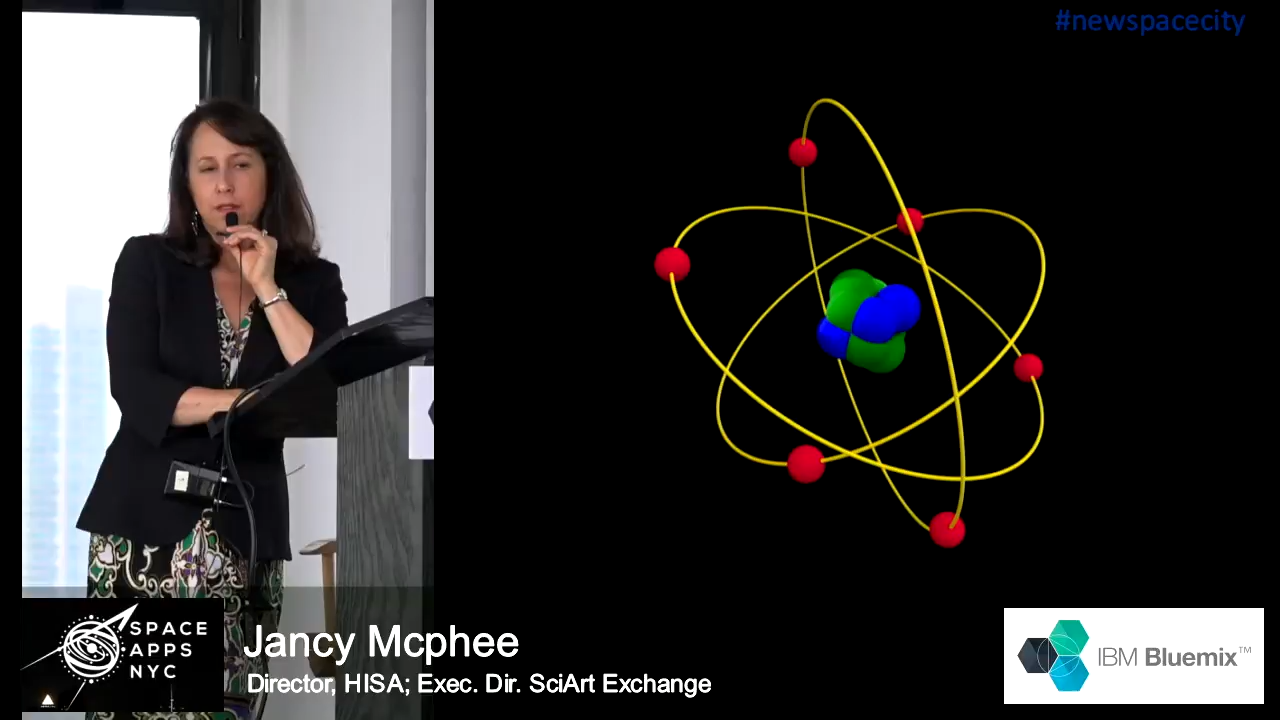 #newspacecity
SPACE
APPS
NYC
Jancy Mcphee
Director, HISA; Exec. Dir. SciArt Exchange
IBM Bluemix™